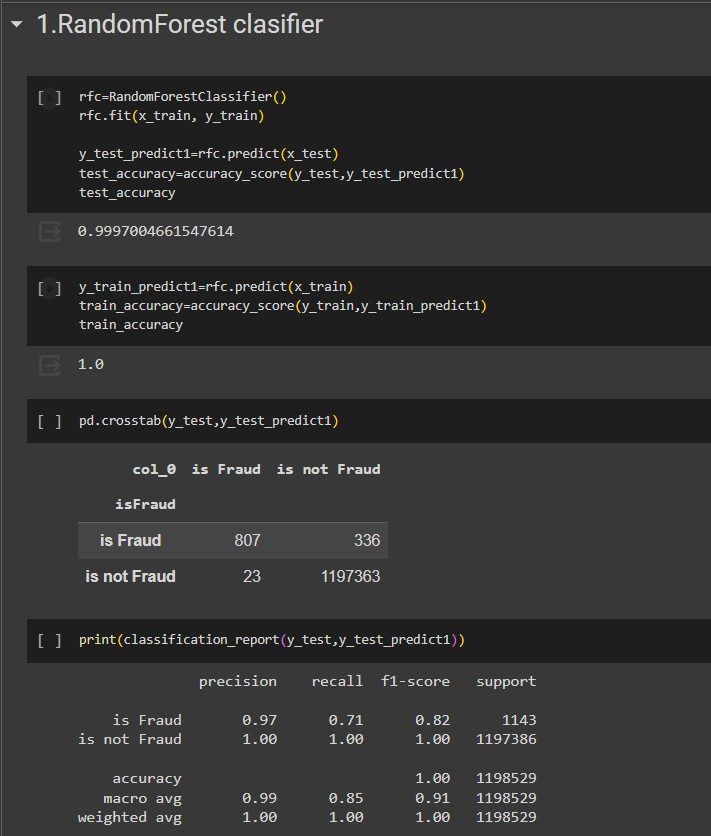 1.RandomForest clasifier
[ ] rfc=RandomForestClassifier()
rfc.fit(x_train, y_train)
y_test_predict1=rfc.predict(x_test)
test_accuracy=accuracy_score(y_test,y_test_predict1)
test_accuracy
0.9997004661547614
[ ] y_train_predict1=rfc.predict(x_train)
train_accuracy=accuracy_score(y_train,y_train_predict1)
train_accuracy
1.0
[ ] pd.crosstab(y_test,y_test_predict1)
col_0 is Fraud is not Fraud
isFraud
is Fraud 807 336
is not Fraud 23 1197363
[ ] print(classification_report(y_test,y_test_predict1))
precision recall f1-score support
is Fraud 0.97 0.71 0.82 1143
is not Fraud 1.00 1.00 1.00 1197386
accuracy 1.00 1198529
macro avg 0.99 0.85 0.91 1198529
weighted avg 1.00 1.00 1.00 1198529